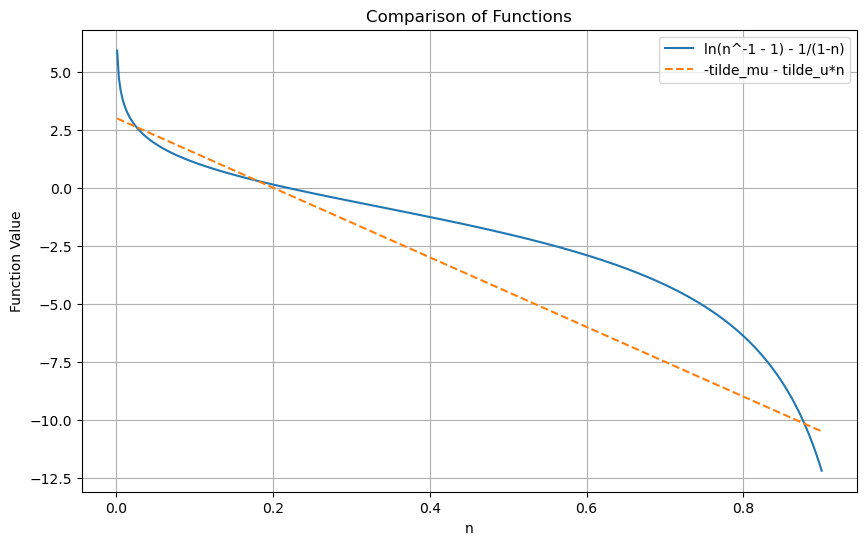 Comparison of Functions
ln(n^-1 - 1) - 1/(1-n)
-tilde_mu - tilde_u*n
Function Value
5.0
2.5
0.0
−2.5
−5.0
−7.5
−10.0
−12.5
0.0 0.2 0.4 0.6 0.8
n